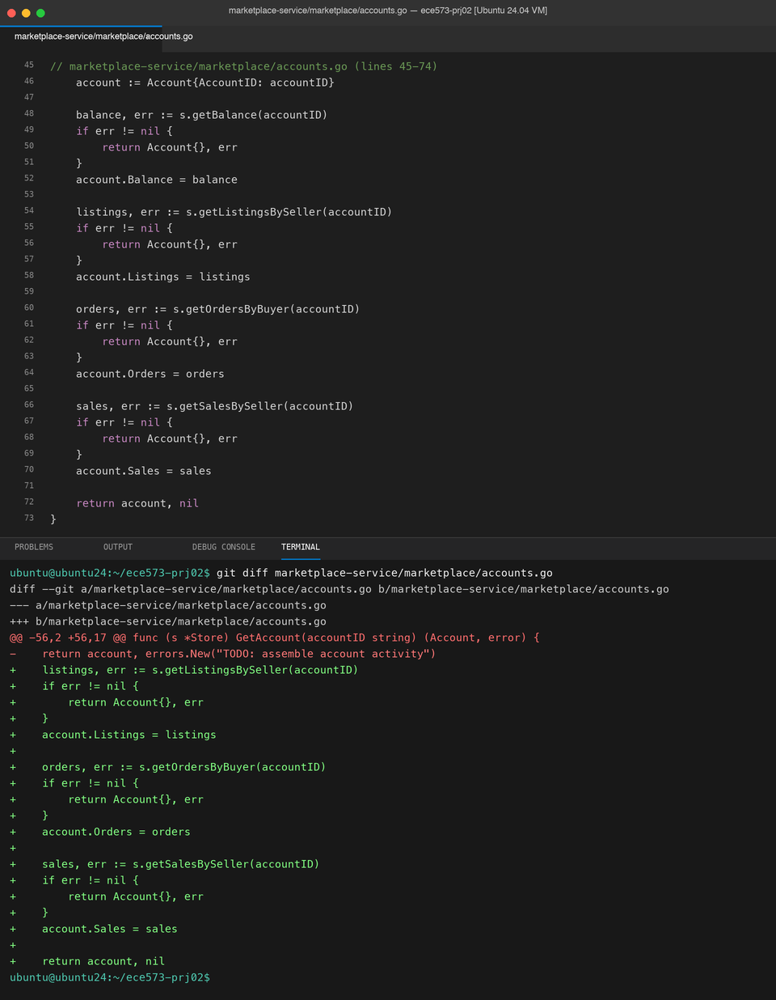 marketplace-service/marketplace/accounts.go — ece573-prj02 [Ubuntu 24.04 VM]
marketplace-service/marketplace/accounts.go
45 // marketplace-service/marketplace/accounts.go (lines 45-74)
46     account := Account{AccountID: accountID}
47
48     balance, err := s.getBalance(accountID)
49     if err != nil {
50         return Account{}, err
51     }
52     account.Balance = balance
53
54     listings, err := s.getListingsBySeller(accountID)
55     if err != nil {
56         return Account{}, err
57     }
58     account.Listings = listings
59
60     orders, err := s.getOrdersByBuyer(accountID)
61     if err != nil {
62         return Account{}, err
63     }
64     account.Orders = orders
65
66     sales, err := s.getSalesBySeller(accountID)
67     if err != nil {
68         return Account{}, err
69     }
70     account.Sales = sales
71
72     return account, nil
73 }
PROBLEMS OUTPUT DEBUG CONSOLE TERMINAL
ubuntu@ubuntu24:~/ece573-prj02$ git diff marketplace-service/marketplace/accounts.go
diff --git a/marketplace-service/marketplace/accounts.go b/marketplace-service/marketplace/accounts.go
--- a/marketplace-service/marketplace/accounts.go
+++ b/marketplace-service/marketplace/accounts.go
@@ -56,2 +56,17 @@ func (s *Store) GetAccount(accountID string) (Account, error) {
-    return account, errors.New("TODO: assemble account activity")
+    listings, err := s.getListingsBySeller(accountID)
+    if err != nil {
+        return Account{}, err
+    }
+    account.Listings = listings
+
+    orders, err := s.getOrdersByBuyer(accountID)
+    if err != nil {
+        return Account{}, err
+    }
+    account.Orders = orders
+
+    sales, err := s.getSalesBySeller(accountID)
+    if err != nil {
+        return Account{}, err
+    }
+    account.Sales = sales
+
+    return account, nil
ubuntu@ubuntu24:~/ece573-prj02$